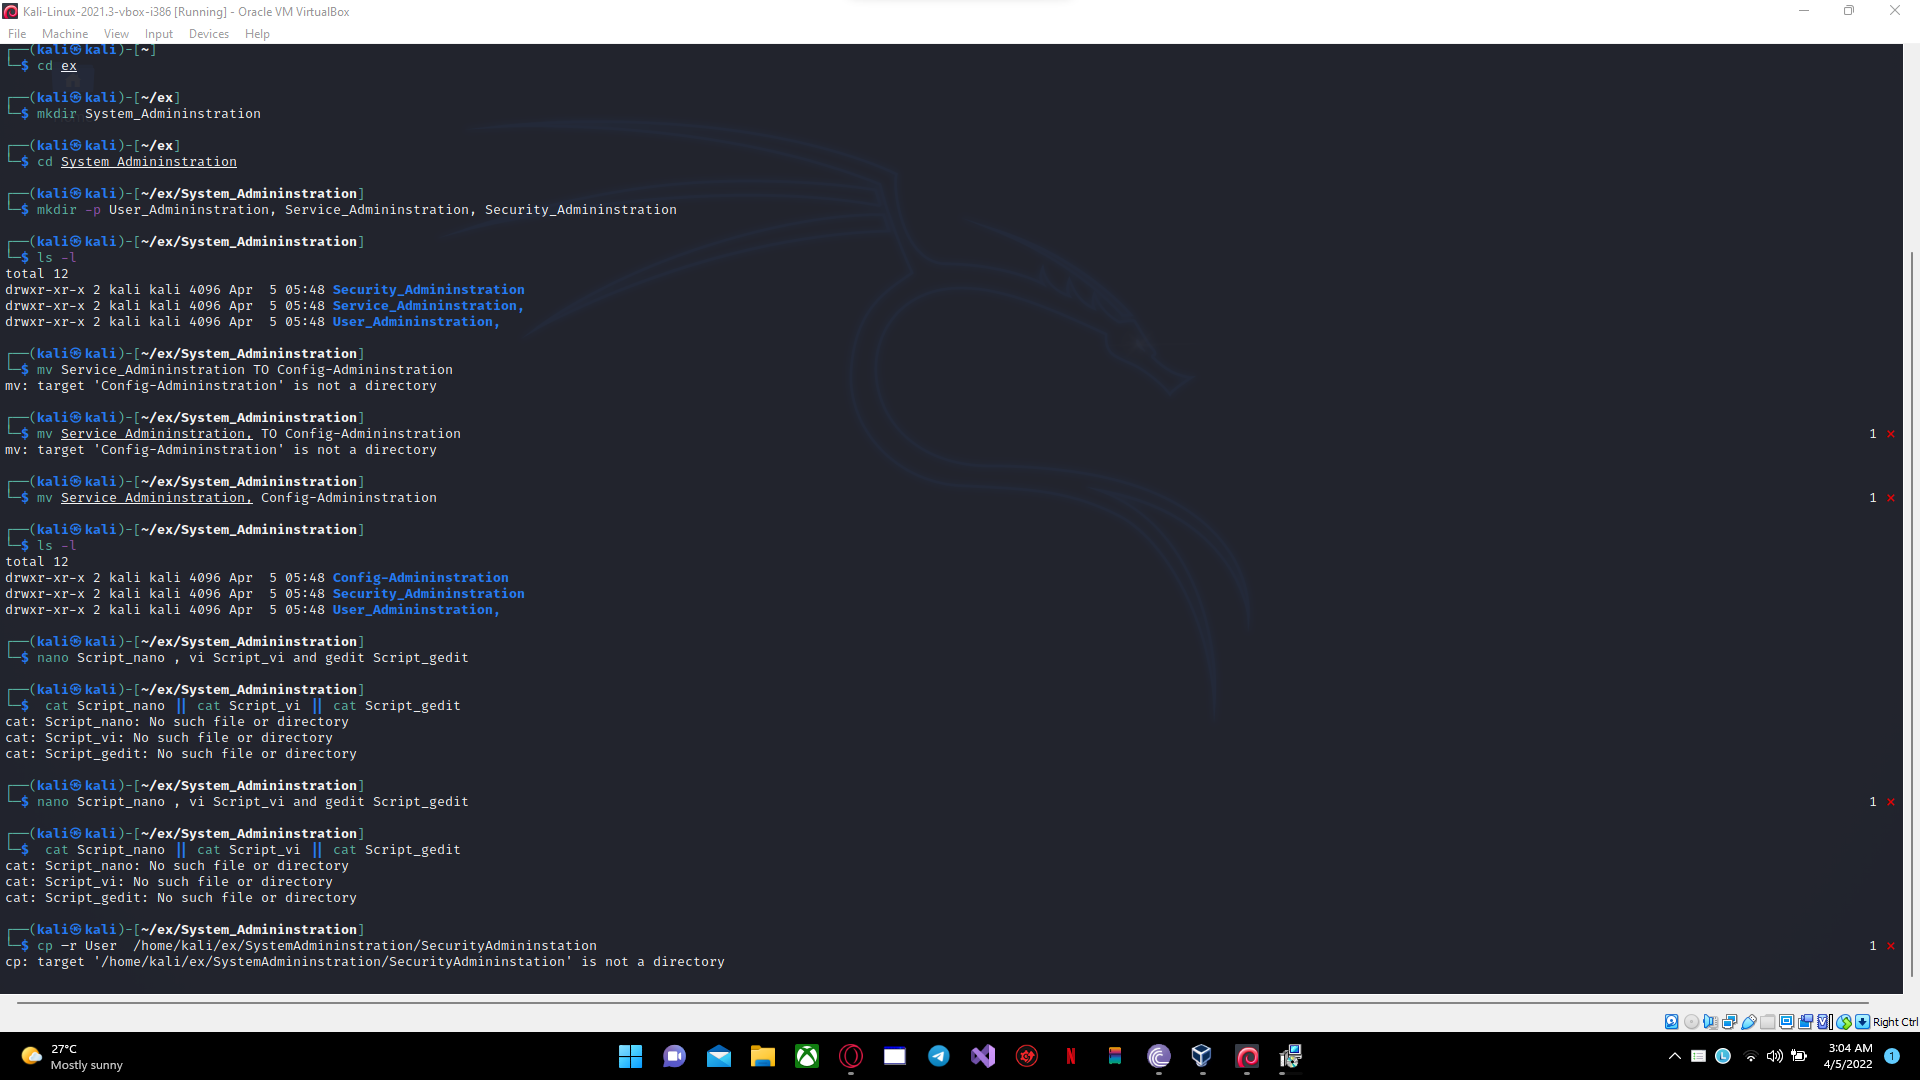 Kali-Linux-2021.3-vbox-i386 [Running] - Oracle VM VirtualBox
File Machine View Input Devices Help
┌──(kali㉿kali)-[~]
└─$ cd ex
┌──(kali㉿kali)-[~/ex]
└─$ mkdir System_Admininstration
┌──(kali㉿kali)-[~/ex]
└─$ cd System_Admininstration
┌──(kali㉿kali)-[~/ex/System_Admininstration]
└─$ mkdir -p User_Admininstration, Service_Admininstration, Security_Admininstration
┌──(kali㉿kali)-[~/ex/System_Admininstration]
└─$ ls -l
total 12
drwxr-xr-x 2 kali kali 4096 Apr  5 05:48 Security_Admininstration
drwxr-xr-x 2 kali kali 4096 Apr  5 05:48 Service_Admininstration,
drwxr-xr-x 2 kali kali 4096 Apr  5 05:48 User_Admininstration,
┌──(kali㉿kali)-[~/ex/System_Admininstration]
└─$ mv Service_Admininstration TO Config-Admininstration
mv: target 'Config-Admininstration' is not a directory
┌──(kali㉿kali)-[~/ex/System_Admininstration]
└─$ mv Service_Admininstration, TO Config-Admininstration 1 ⨯
mv: target 'Config-Admininstration' is not a directory
┌──(kali㉿kali)-[~/ex/System_Admininstration]
└─$ mv Service_Admininstration, Config-Admininstration 1 ⨯
┌──(kali㉿kali)-[~/ex/System_Admininstration]
└─$ ls -l
total 12
drwxr-xr-x 2 kali kali 4096 Apr  5 05:48 Config-Admininstration
drwxr-xr-x 2 kali kali 4096 Apr  5 05:48 Security_Admininstration
drwxr-xr-x 2 kali kali 4096 Apr  5 05:48 User_Admininstration,
┌──(kali㉿kali)-[~/ex/System_Admininstration]
└─$ nano Script_nano , vi Script_vi and gedit Script_gedit
┌──(kali㉿kali)-[~/ex/System_Admininstration]
└─$  cat Script_nano || cat Script_vi || cat Script_gedit
cat: Script_nano: No such file or directory
cat: Script_vi: No such file or directory
cat: Script_gedit: No such file or directory
┌──(kali㉿kali)-[~/ex/System_Admininstration]
└─$ nano Script_nano , vi Script_vi and gedit Script_gedit 1 ⨯
┌──(kali㉿kali)-[~/ex/System_Admininstration]
└─$  cat Script_nano || cat Script_vi || cat Script_gedit
cat: Script_nano: No such file or directory
cat: Script_vi: No such file or directory
cat: Script_gedit: No such file or directory
┌──(kali㉿kali)-[~/ex/System_Admininstration]
└─$ cp –r User  /home/kali/ex/SystemAdmininstration/SecurityAdmininstation 1 ⨯
cp: target '/home/kali/ex/SystemAdmininstration/SecurityAdmininstation' is not a directory
Right Ctrl
27°C
Mostly sunny
3:04 AM
4/5/2022
1